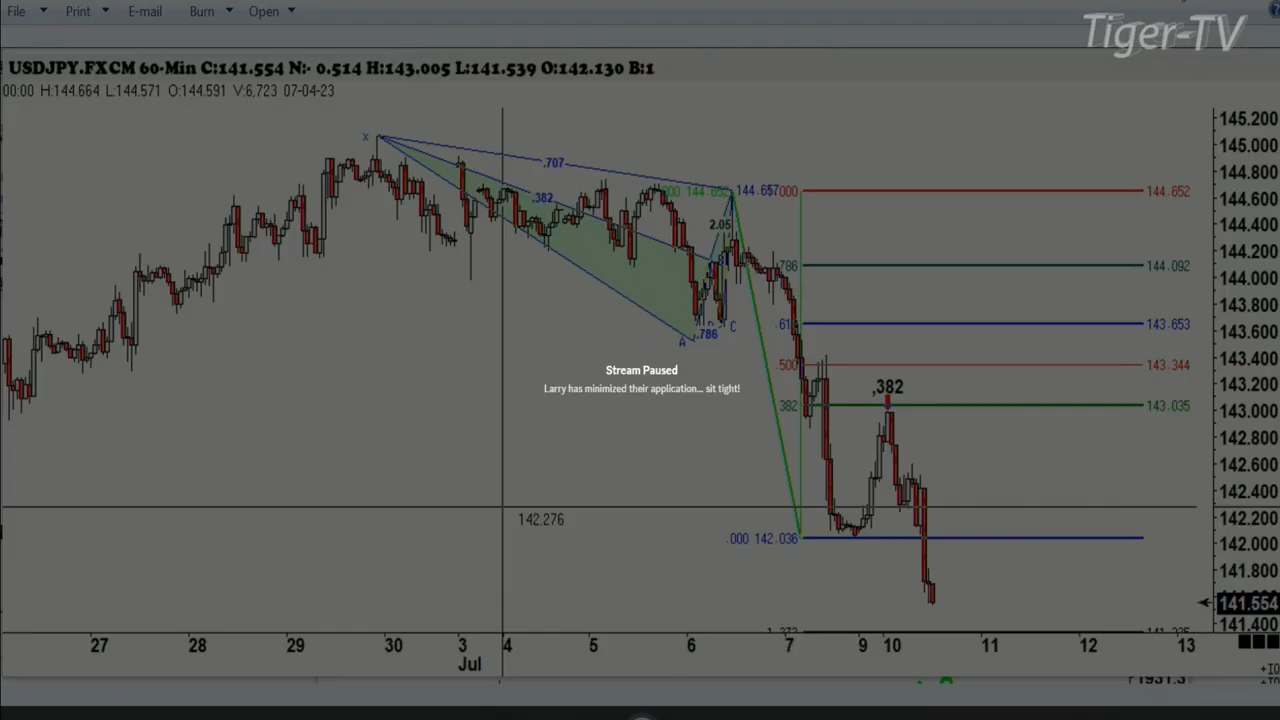 File Print E-mail Burn Open
Tiger-TV
USDJPY.FXCM 60-Min C:141.554 N:- 0.514 H:143.005 L:141.539 O:142.130 B:1
00:00 H:144.664 L:144.571 O:144.591 V:6,723 07-04-23
145.200
X
145.000
.707
144.800
000 144.652 144.657 000 144.652
.382
144.600
2.05
144.400
144.200
786 144.092
144.000
143.800
C
143.653
.786
143.600
A
500 143.344
143.400
Stream Paused
Larry has minimized their application... sit tight!
143.200
,382
382 143.035
143.000
142.800
142.600
142.400
142.276
142.200
.000 142.036
142.000
141.800
141.554
141.400
27 28 29 30 3 4 5 6 7 9 10 11 12 13
Jul